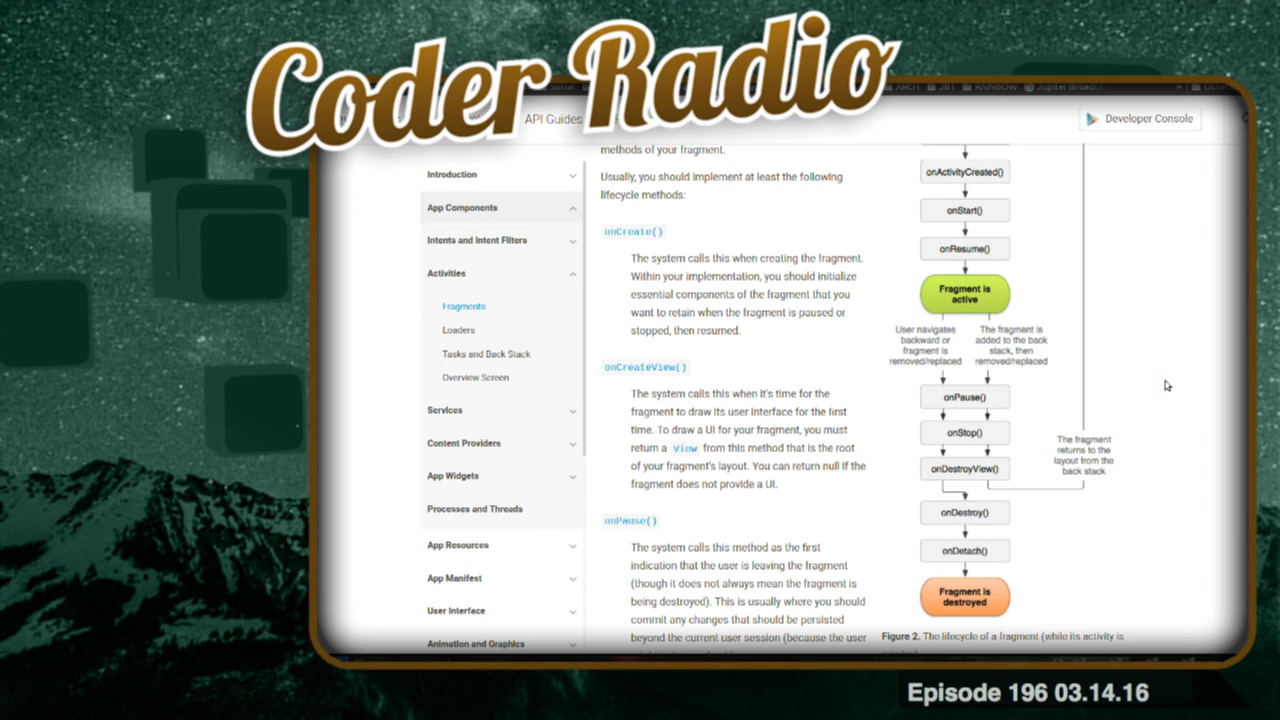 Coder Radio
Social
ARCH
JBT
RAINBOW
Jupiter Broadc
API Guides
Developer Console
Introduction
App Components
Intents and Intent Filters
Activities
Fragments
Loaders
Tasks and Back Stack
Overview Screen
Services
Content Providers
App Widgets
Processes and Threads
App Resources
App Manifest
User Interface
Animation and Graphics
methods of your fragment.
Usually, you should implement at least the following
lifecycle methods:
onCreate()
The system calls this when creating the fragment.
Within your implementation, you should initialize
essential components of the fragment that you
want to retain when the fragment is paused or
stopped, then resumed.
onCreateView()
The system calls this when it's time for the
fragment to draw its user interface for the first
time. To draw a UI for your fragment, you must
return a View from this method that is the root
of your fragment's layout. You can return null if the
fragment does not provide a UI.
onPause()
The system calls this method as the first
indication that the user is leaving the fragment
(though it does not always mean the fragment is
being destroyed). This is usually where you should
commit any changes that should be persisted
beyond the current user session (because the user
onActivityCreated()
onStart()
onResume()
Fragment is
active
User navigates
backward or
fragment is
removed/replaced
The fragment is
added to the back
stack, then
removed/replaced
onPause()
onStop()
onDestroyView()
The fragment
returns to the
layout from the
back stack
onDestroy()
onDetach()
Fragment is
destroyed
Figure 2. The lifecycle of a fragment (while its activity is
Episode 196 03.14.16